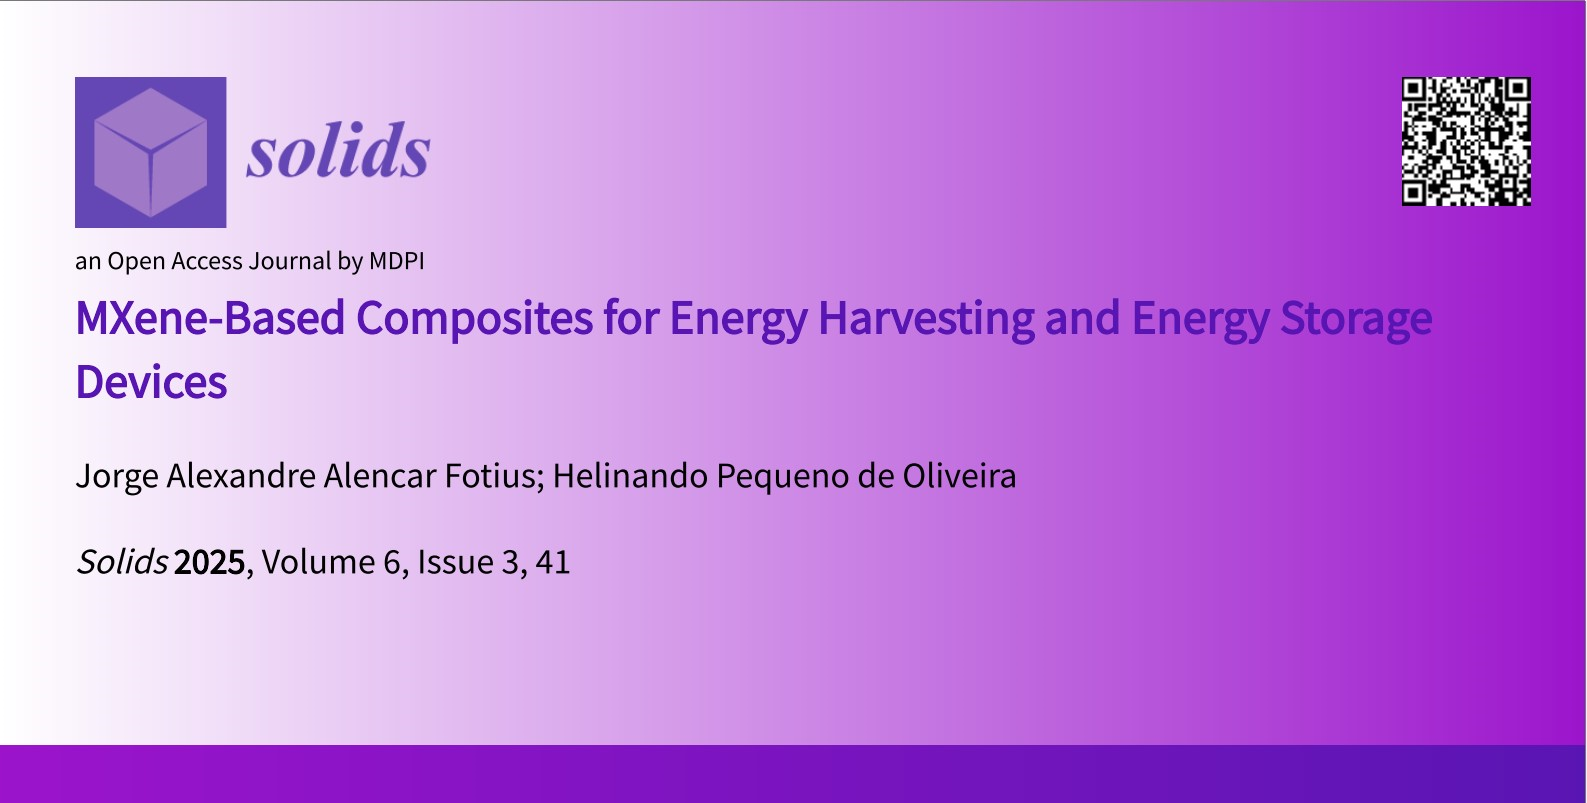 solids
an Open Access Journal by MDPI
MXene-Based Composites for Energy Harvesting and Energy Storage
Devices
Jorge Alexandre Alencar Fotius; Helinando Pequeno de Oliveira
Solids 2025, Volume 6, Issue 3, 41